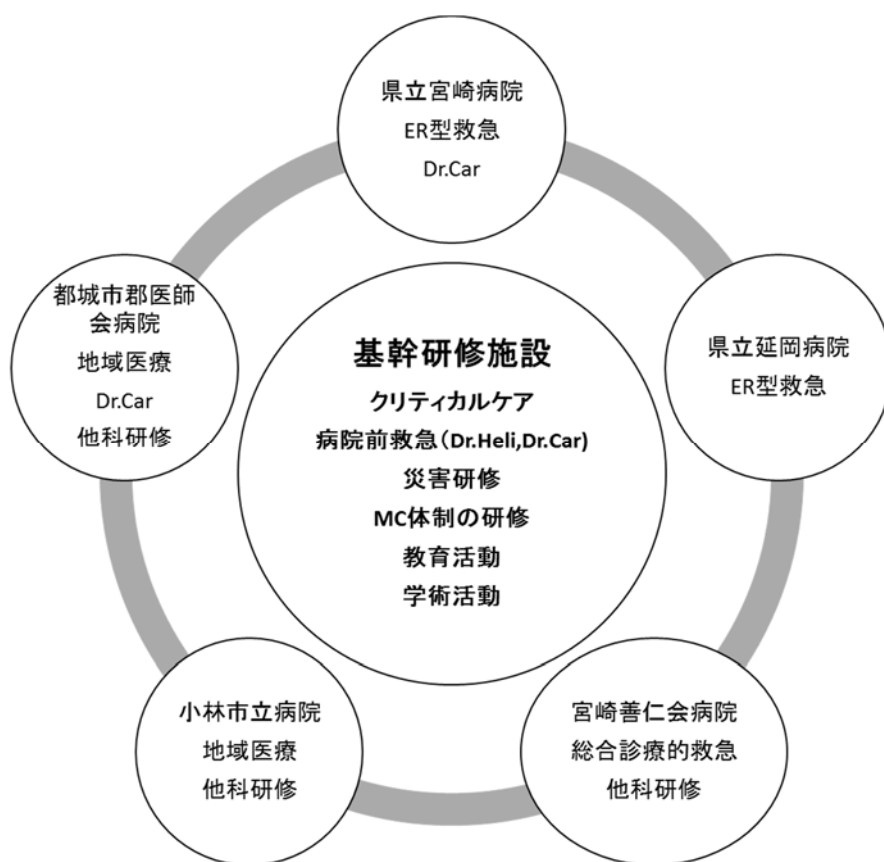 県立宮崎病院
ER型救急
Dr.Car
都城市郡医師
会病院
地域医療
Dr.Car
他科研修
県立延岡病院
ER型救急
基幹研修施設
クリティカルケア
病院前救急(Dr.Heli,Dr.Car)
災害研修
MC体制の研修
教育活動
学術活動
小林市立病院
地域医療
他科研修
宮崎善仁会病院
総合診療的救急
他科研修